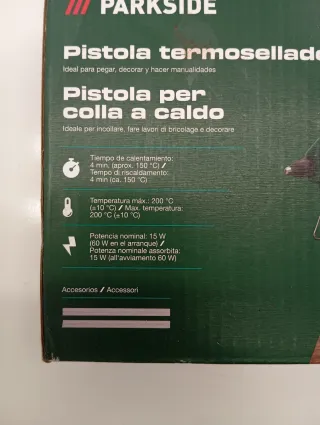 /// PARKSIDE
Pistola termosellado
Ideal para pegar, decorar y hacer manualidades
Pistola per
colla a caldo
Ideale per incollare, fare lavori di bricolage e decorare
Tiempo de calentamiento:
4 min. (aprox. 150 °C) /
Tempo di riscaldamento:
4 min (ca. 150 °C)
Temperatura máx.: 200 °C
(±10 °C) / Max. temperatura:
200 °C (±10 °C)
Potencia nominal: 15 W
(60 W en el arranque) /
Potenza nominale assorbita:
15 W (all'avviamento 60 W)
Accesorios / Accessori